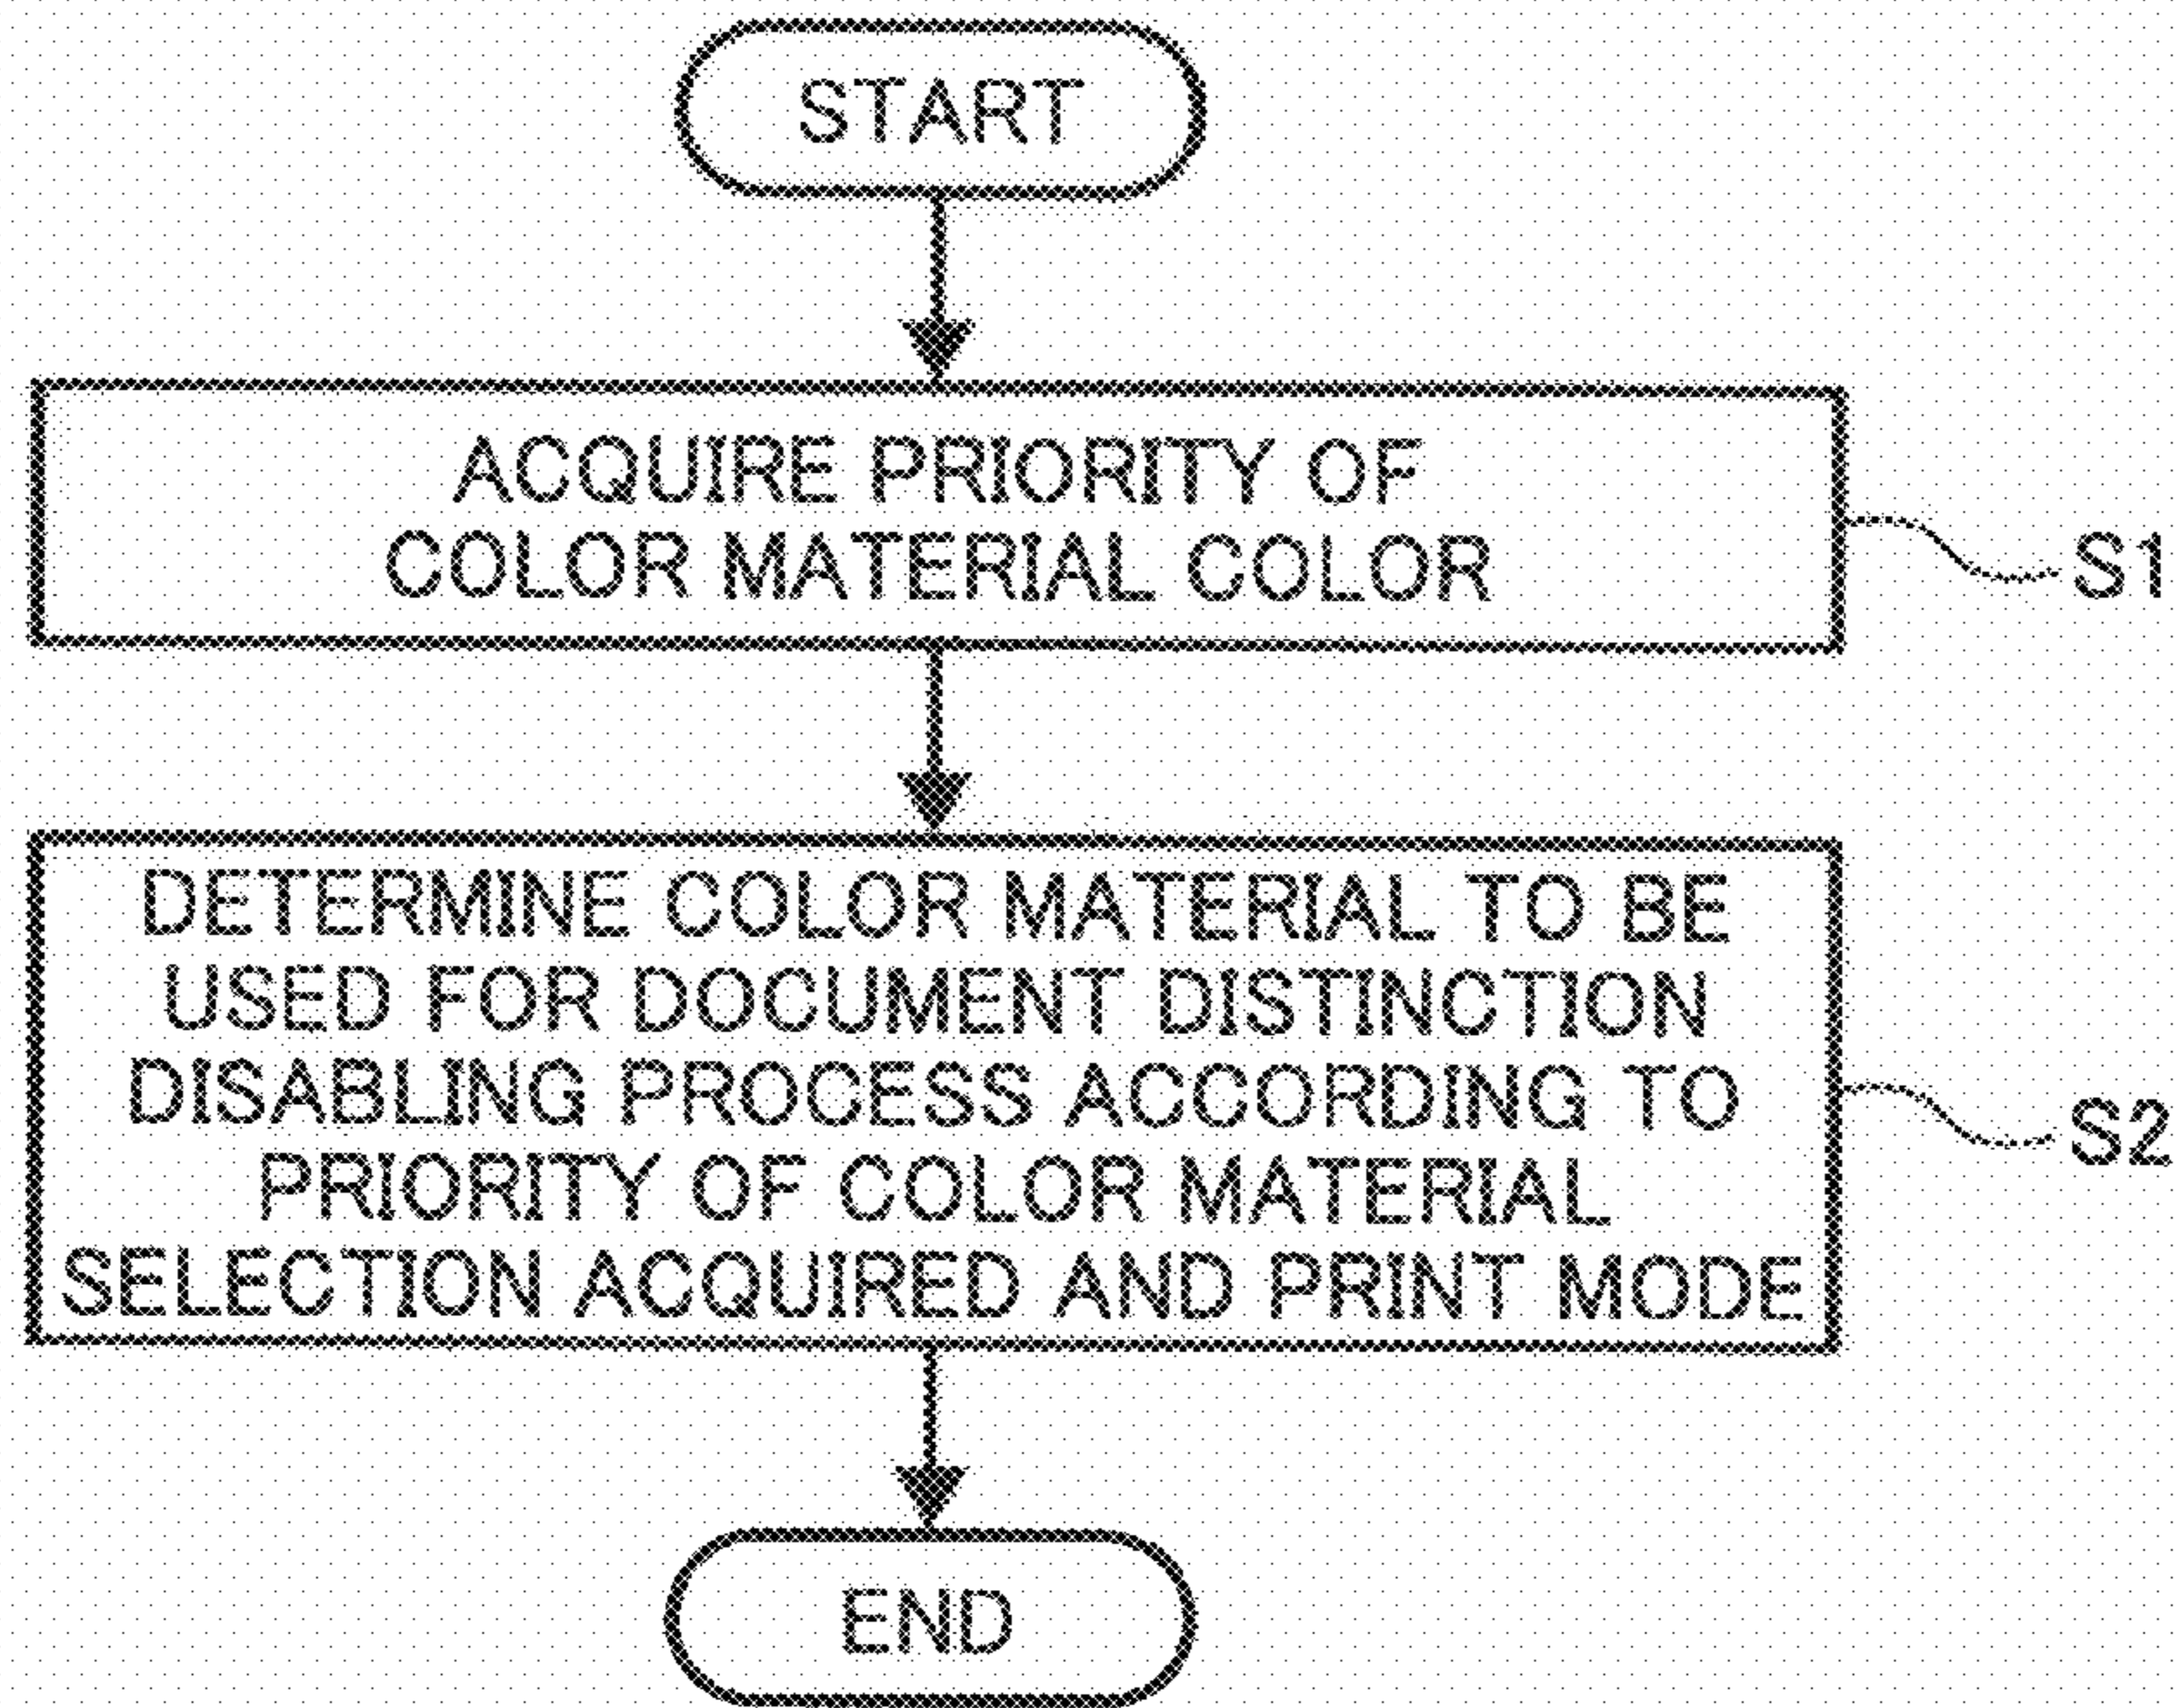 START
ACQUIRE PRIORITY OF
COLOR MATERIAL COLOR
S1
DETERMINE COLOR MATERIAL TO BE
USED FOR DOCUMENT DISTINCTION
DISABLING PROCESS ACCORDING TO
PRIORITY OF COLOR MATERIAL
SELECTION ACQUIRED AND PRINT MODE
S2
END